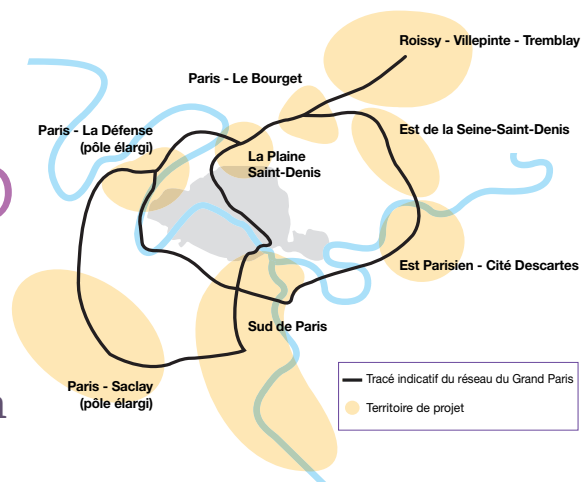 Roissy - Villepinte - Tremblay
Paris - Le Bourget
Paris - La Défense
(pôle élargi)
Est de la Seine-Saint-Denis
La Plaine
Saint-Denis
Est Parisien - Cité Descartes
Sud de Paris
Paris - Saclay
(pôle élargi)
Tracé indicatif du réseau du Grand Paris
Territoire de projet